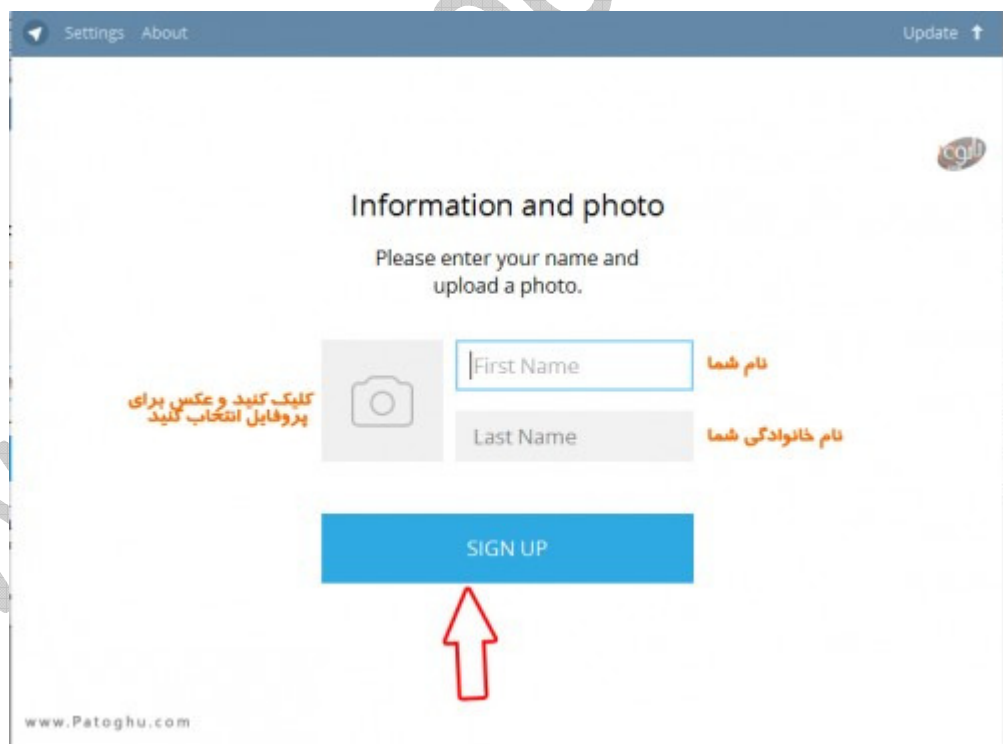 Settings About Update
Information and photo
Please enter your name and
upload a photo.
First Name
نام شما
کلیک کنید و عکس برای
پروفایل انتخاب کنید
Last Name
نام خانوادگی شما
SIGN UP
www.Patoghu.com